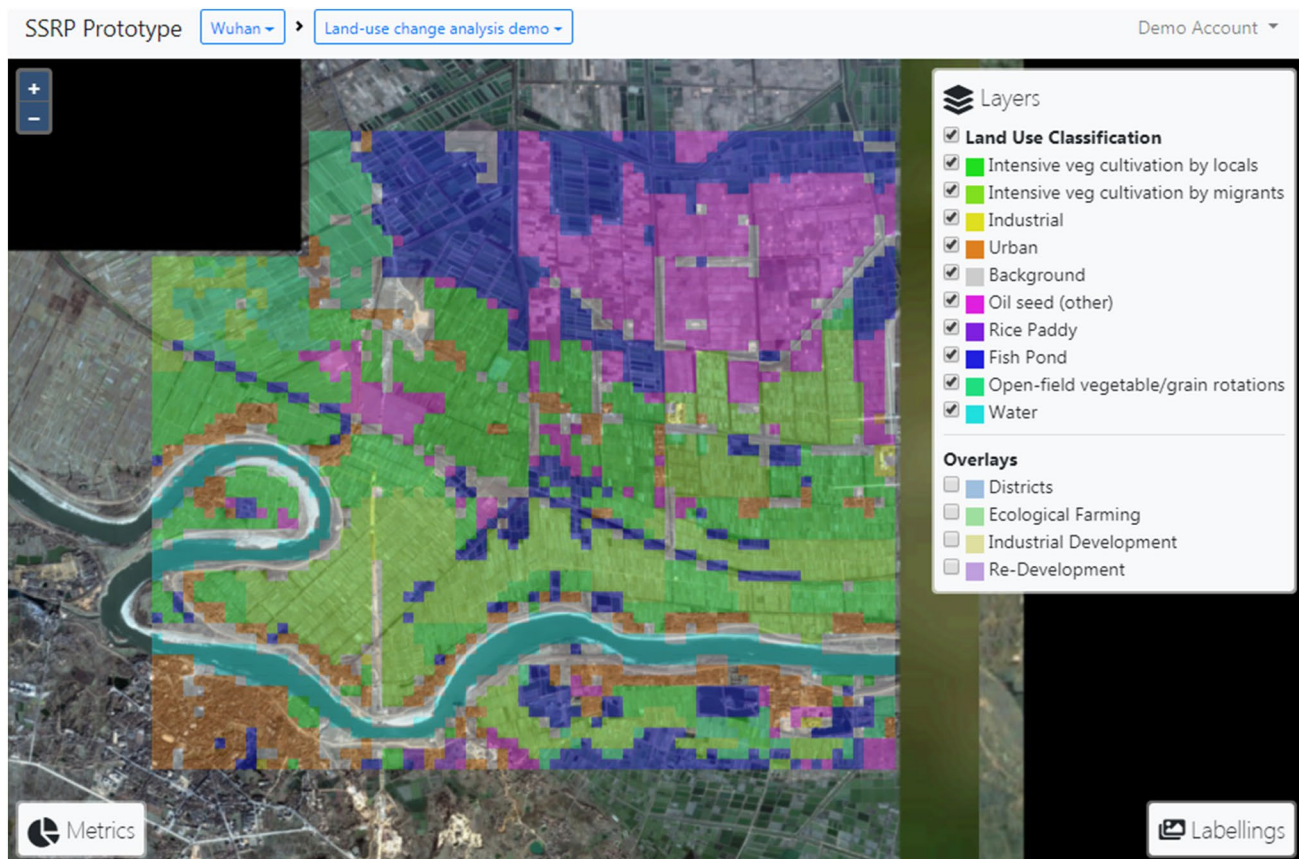 SSRP Prototype Wuhan > Land-use change analysis demo Demo Account
+
−
Layers
Land Use Classification
Intensive veg cultivation by locals
Intensive veg cultivation by migrants
Industrial
Urban
Background
Oil seed (other)
Rice Paddy
Fish Pond
Open-field vegetable/grain rotations
Water
Overlays
Districts
Ecological Farming
Industrial Development
Re-Development
Metrics
Labellings